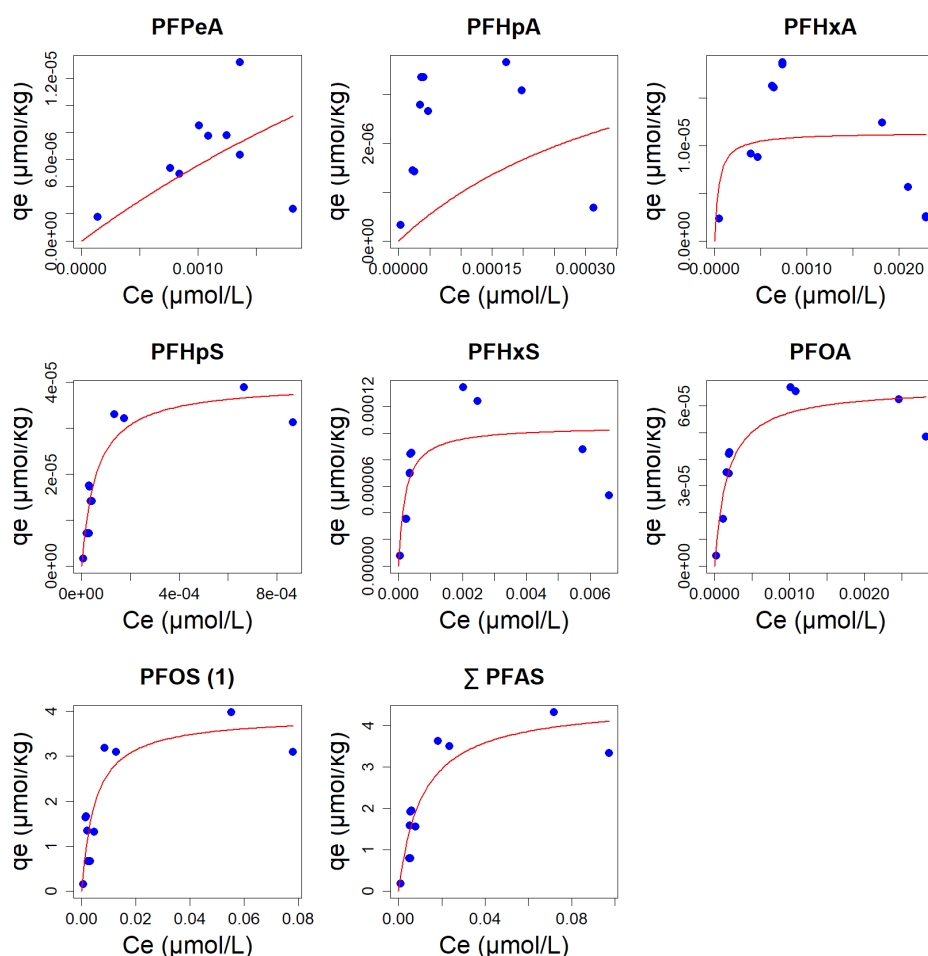 PFPeA
PFHpA
PFHxA
qe (µmol/kg)
0.0e+00
6.0e-06
1.2e-05
0.0000
0.0010
Ce (µmol/L)
qe (µmol/kg)
0e+00
2e-06
0.00000
0.00015
0.00030
Ce (µmol/L)
qe (µmol/kg)
0.0e+00
1.0e-05
0.0000
0.0010
0.0020
Ce (µmol/L)
PFHpS
PFHxS
PFOA
qe (µmol/kg)
0e+00
2e-05
4e-05
0e+00
4e-04
8e-04
Ce (µmol/L)
qe (µmol/kg)
0.00000
0.00006
0.00012
0.000
0.002
0.004
0.006
Ce (µmol/L)
qe (µmol/kg)
0e+00
3e-05
6e-05
0.0000
0.0010
0.0020
Ce (µmol/L)
PFOS (1)
∑ PFAS
qe (µmol/kg)
0
1
2
3
4
0.00
0.02
0.04
0.06
0.08
Ce (µmol/L)
qe (µmol/kg)
0
1
2
3
4
0.00
0.04
0.08
Ce (µmol/L)